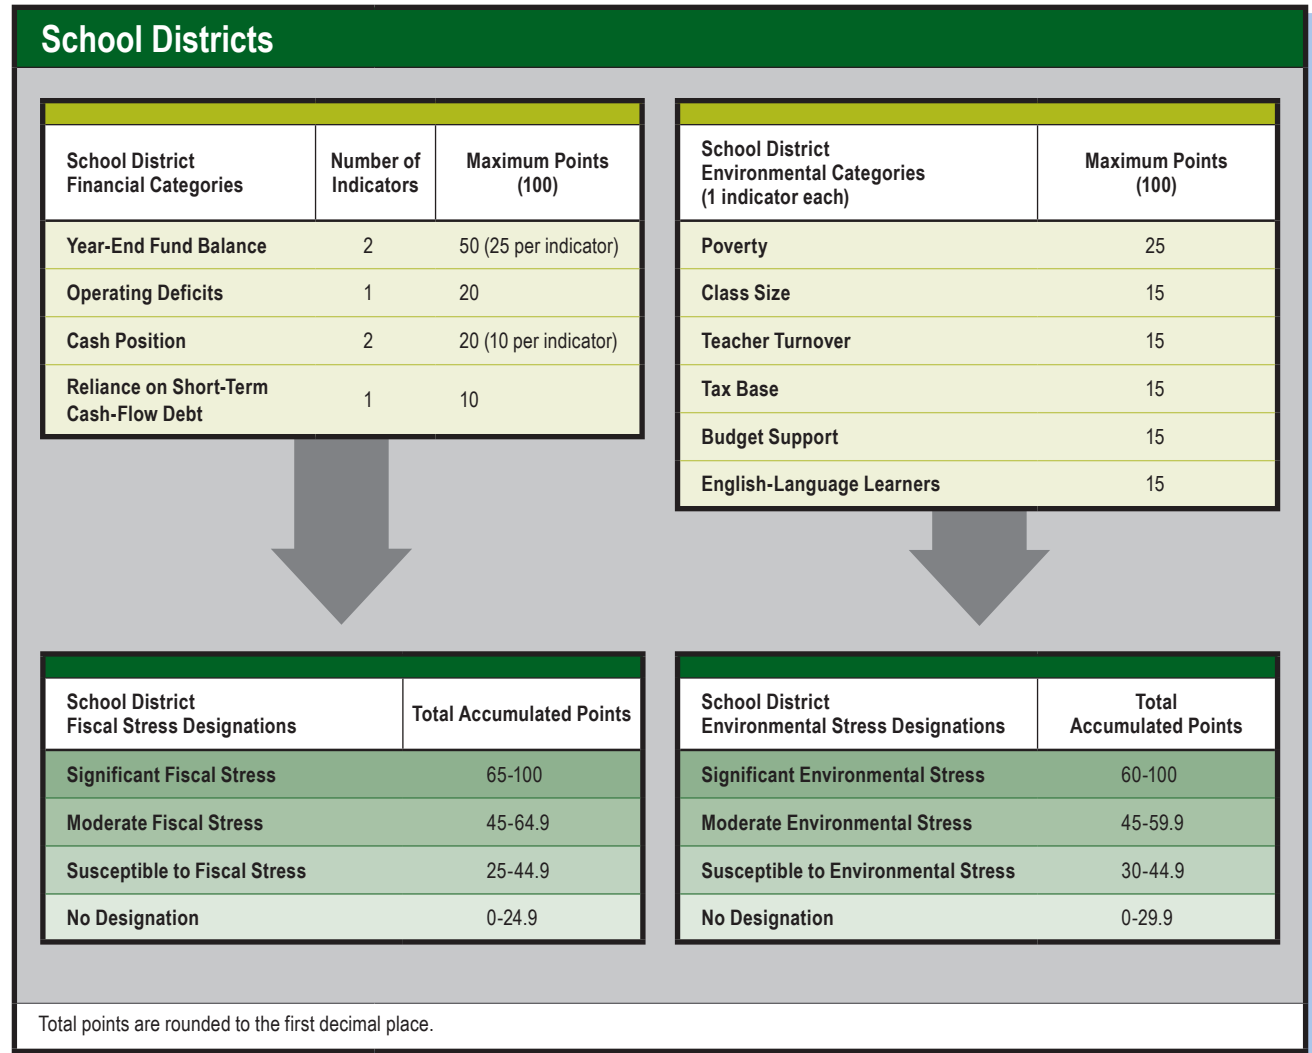 School Districts
School District
Financial Categories
Number of
Indicators
Maximum Points
(100)
Year-End Fund Balance 2 50 (25 per indicator)
Operating Deficits 1 20
Cash Position 2 20 (10 per indicator)
Reliance on Short-Term
Cash-Flow Debt
1 10
School District
Environmental Categories
(1 indicator each)
Maximum Points
(100)
Poverty 25
Class Size 15
Teacher Turnover 15
Tax Base 15
Budget Support 15
English-Language Learners 15
School District
Fiscal Stress Designations
Total Accumulated Points
Significant Fiscal Stress 65-100
Moderate Fiscal Stress 45-64.9
Susceptible to Fiscal Stress 25-44.9
No Designation 0-24.9
School District
Environmental Stress Designations
Total
Accumulated Points
Significant Environmental Stress 60-100
Moderate Environmental Stress 45-59.9
Susceptible to Environmental Stress 30-44.9
No Designation 0-29.9
Total points are rounded to the first decimal place.